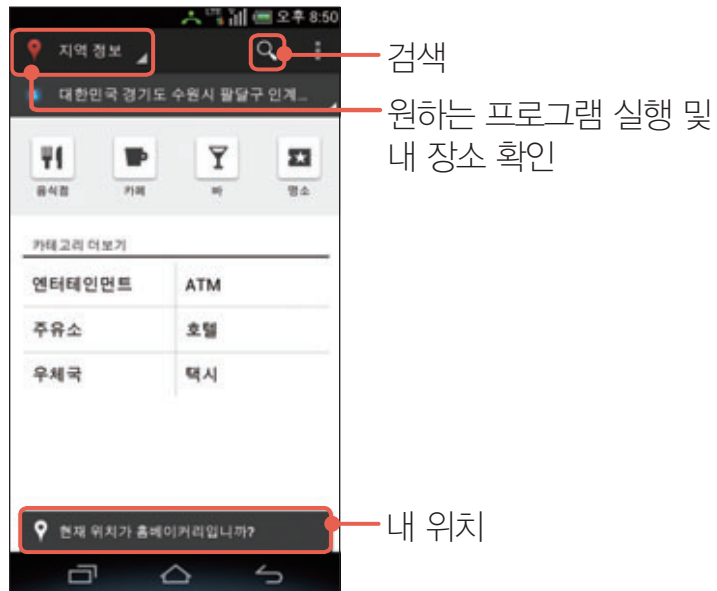 LTE 오후 8:50
지역 정보
검색
대한민국 경기도 수원시 팔달구 인계...
원하는 프로그램 실행 및
내 장소 확인
음식점 카페 바 명소
카테고리 더보기
엔터테인먼트 ATM
주유소 호텔
우체국 택시
현재 위치가 홈베이커리입니까?
내 위치